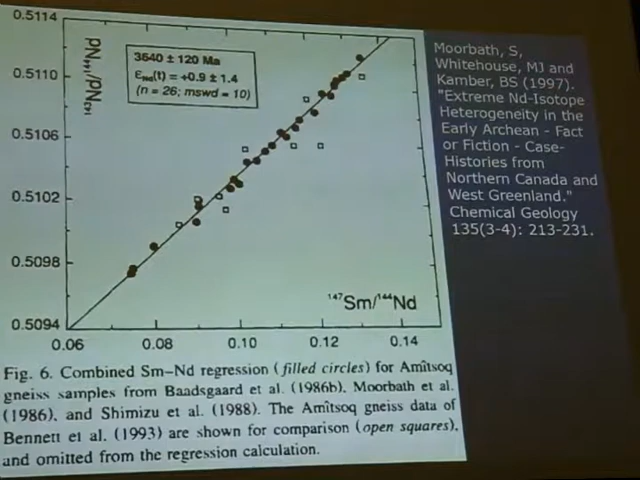 0.5114
0.5110
0.5106
0.5102
0.5098
0.5094
¹⁴³Nd/¹⁴⁴Nd
3640 ± 120 Ma
εNd(t) = +0.9 ± 1.4
(n = 26; mswd = 10)
¹⁴⁷Sm/¹⁴⁴Nd
0.06 0.08 0.10 0.12 0.14
Fig. 6. Combined Sm–Nd regression (filled circles) for Amîtsoq
gneiss samples from Baadsgaard et al. (1986b), Moorbath et al.
(1986), and Shimizu et al. (1988). The Amîtsoq gneiss data of
Bennett et al. (1993) are shown for comparison (open squares),
and omitted from the regression calculation.
Moorbath, S,
Whitehouse, MJ and
Kamber, BS (1997).
"Extreme Nd-Isotope
Heterogeneity in the
Early Archean - Fact
or Fiction - Case-
Histories from
Northern Canada and
West Greenland."
Chemical Geology
135(3-4): 213-231.